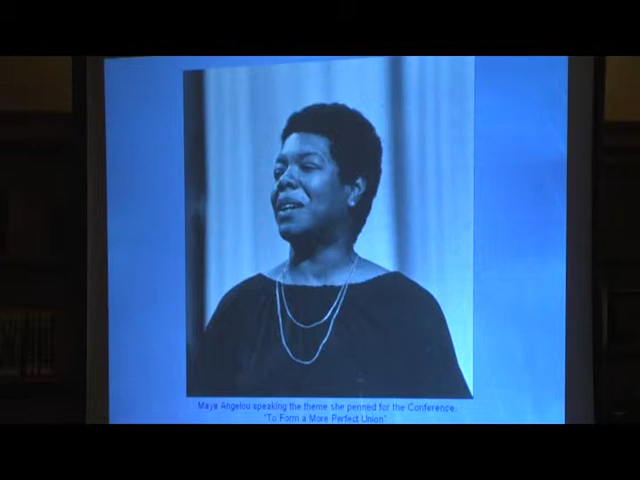 Maya Angelou speaking the theme she penned for the Conference:
"To Form a More Perfect Union"